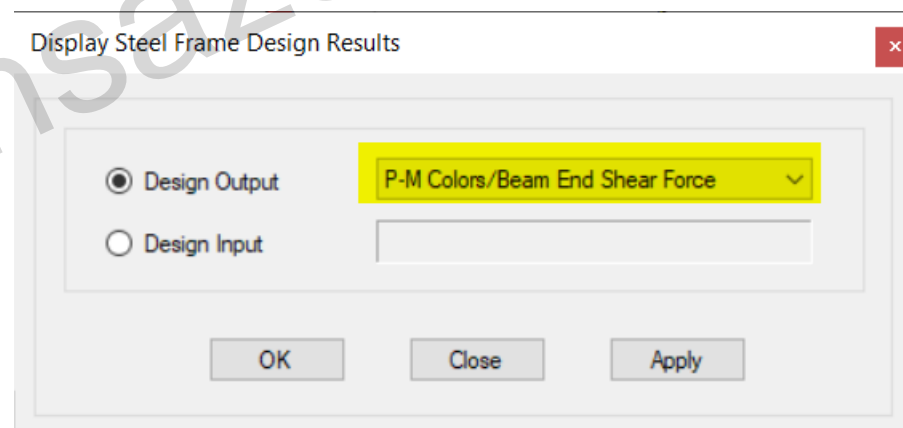 Display Steel Frame Design Results
Design Output
P-M Colors/Beam End Shear Force
Design Input
OK
Close
Apply